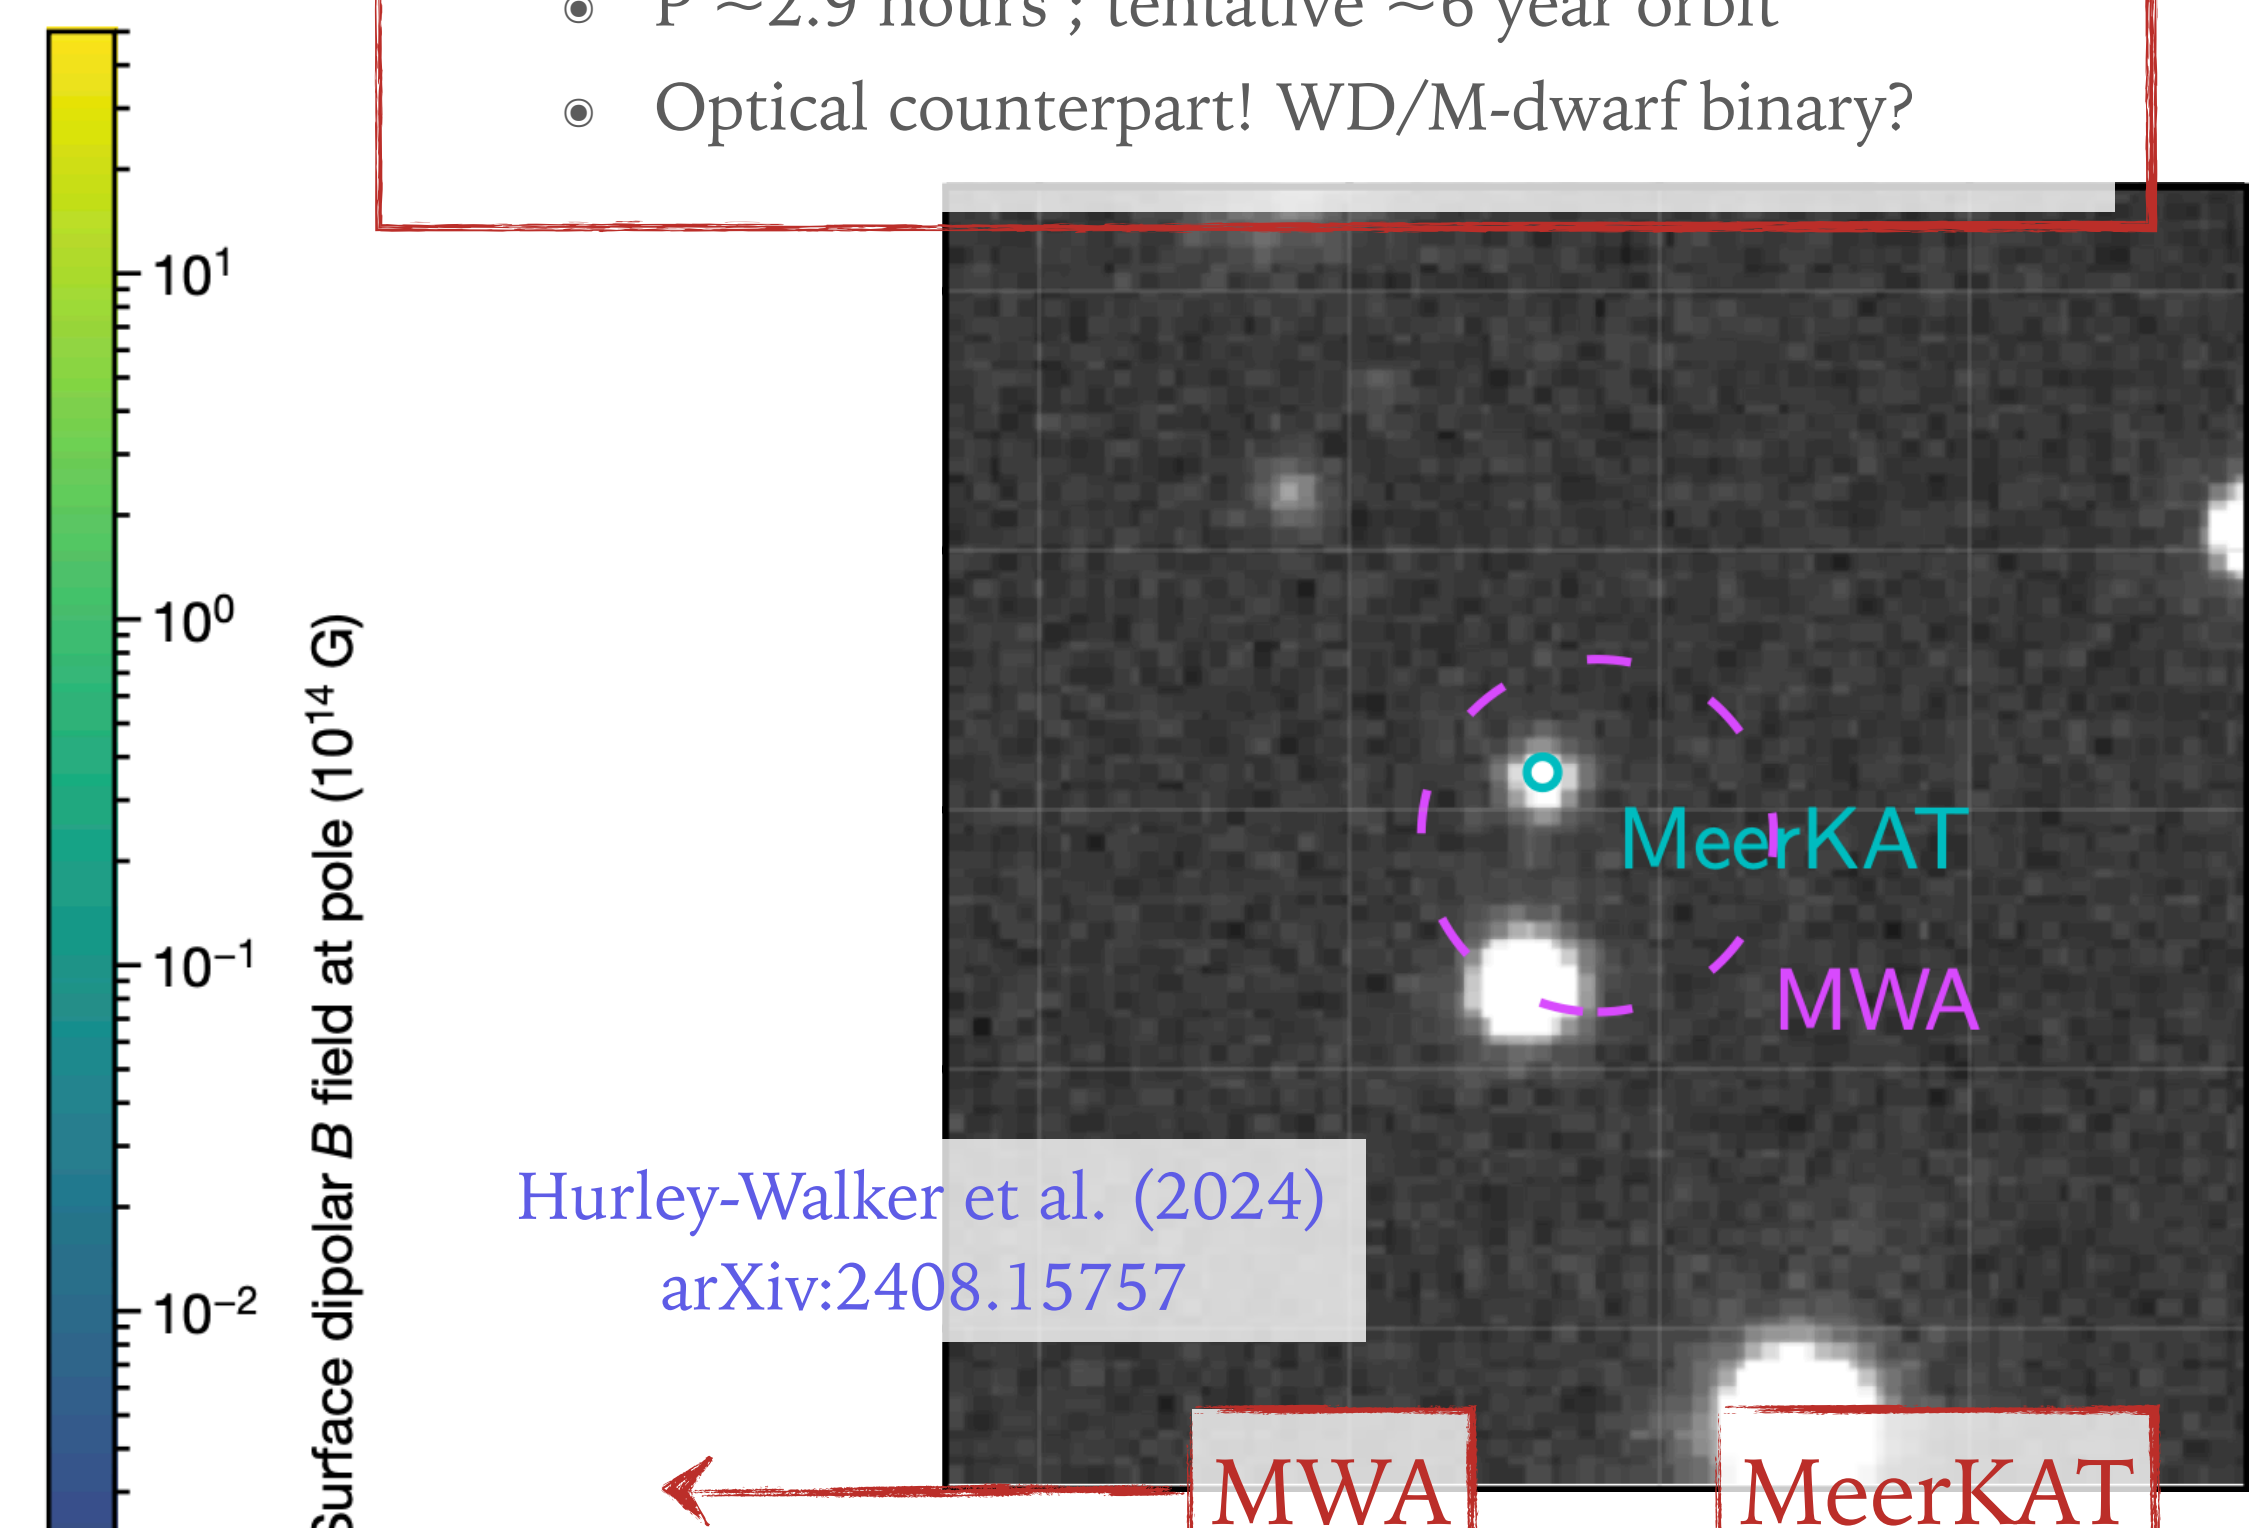 P ~2.9 hours ; tentative ~6 year orbit
Optical counterpart! WD/M-dwarf binary?
10¹
10⁰
10⁻¹
10⁻²
Surface dipolar B field at pole (10¹⁴ G)
MeerKAT
MWA
Hurley-Walker et al. (2024)
arXiv:2408.15757
MWA
MeerKAT